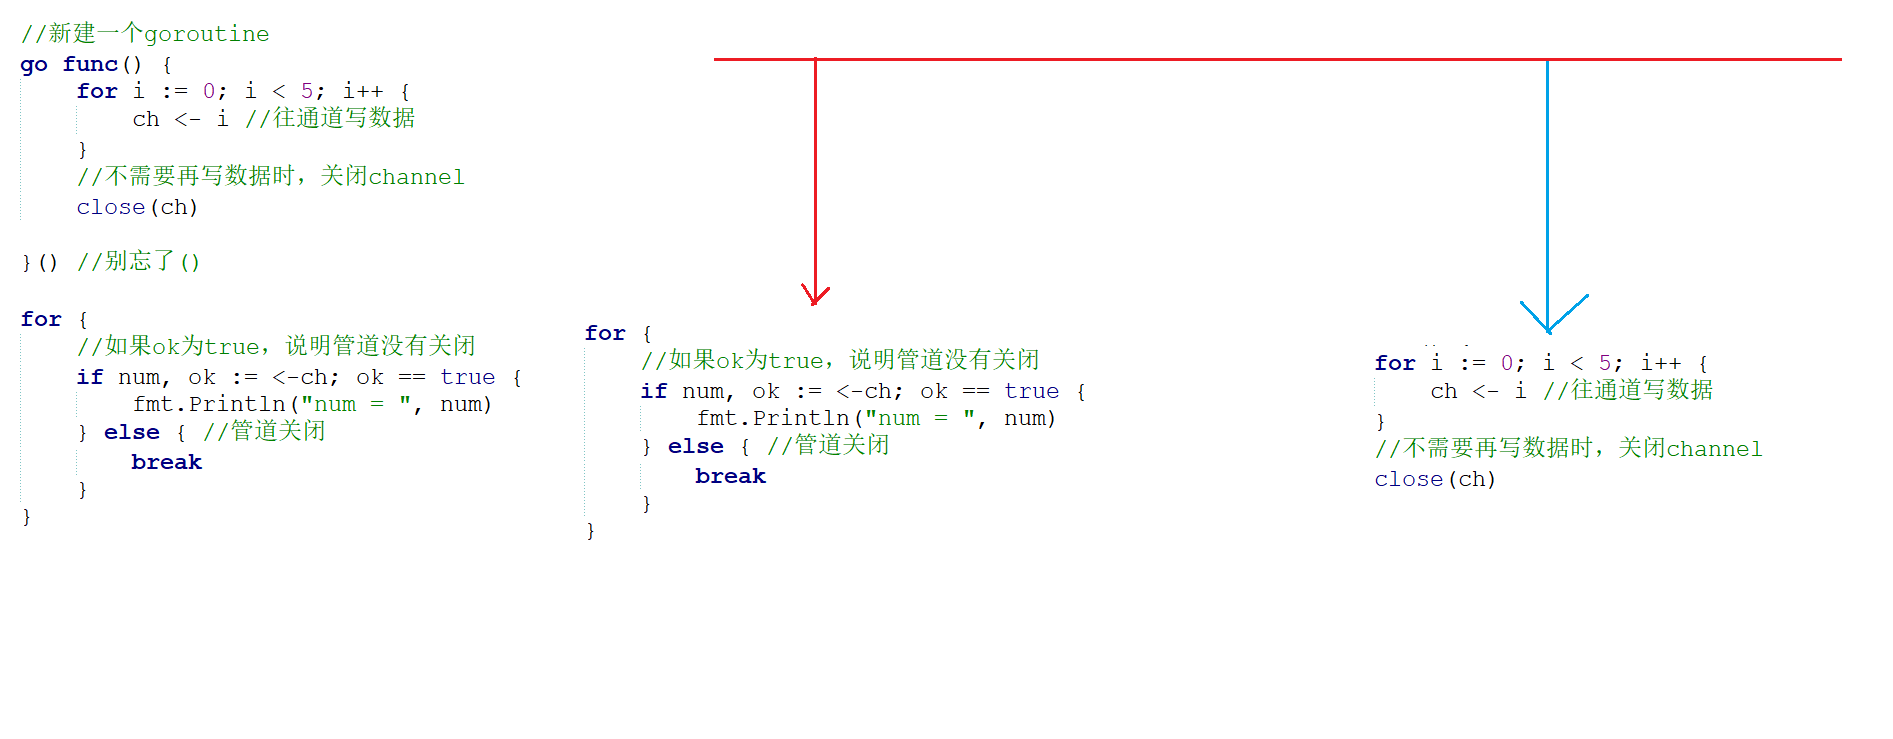 //新建一个goroutine
go func() {
for i := 0; i < 5; i++ {
ch <- i //往通道写数据
}
//不需要再写数据时，关闭channel
close(ch)
}() //别忘了()
for {
//如果ok为true，说明管道没有关闭
if num, ok := <-ch; ok == true {
fmt.Println("num = ", num)
} else { //管道关闭
break
}
}
for {
//如果ok为true，说明管道没有关闭
if num, ok := <-ch; ok == true {
fmt.Println("num = ", num)
} else { //管道关闭
break
}
}
for i := 0; i < 5; i++ {
ch <- i //往通道写数据
}
//不需要再写数据时，关闭channel
close(ch)